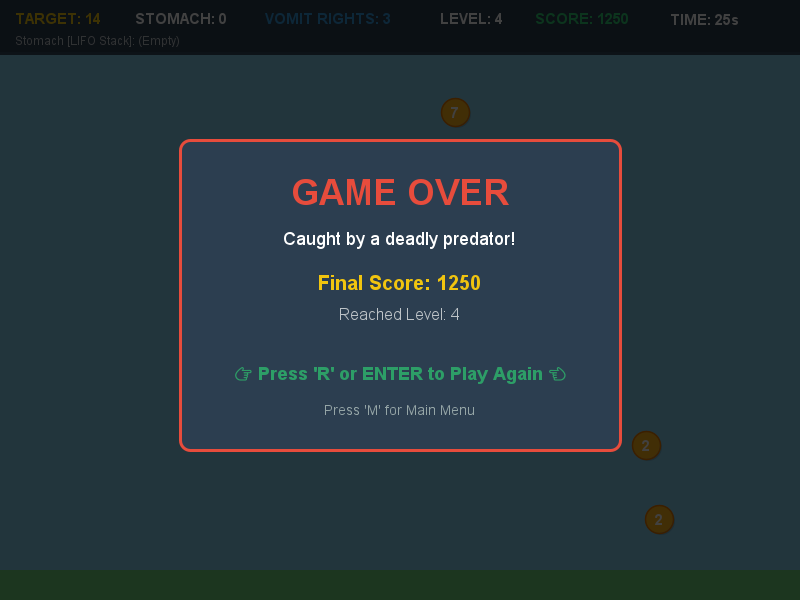 TARGET: 14 STOMACH: 0 VOMIT RIGHTS: 3 LEVEL: 4 SCORE: 1250 TIME: 25s
Stomach [LIFO Stack]: (Empty)
7
GAME OVER
Caught by a deadly predator!
Final Score: 1250
Reached Level: 4
👉 Press 'R' or ENTER to Play Again 👈
Press 'M' for Main Menu
2
2